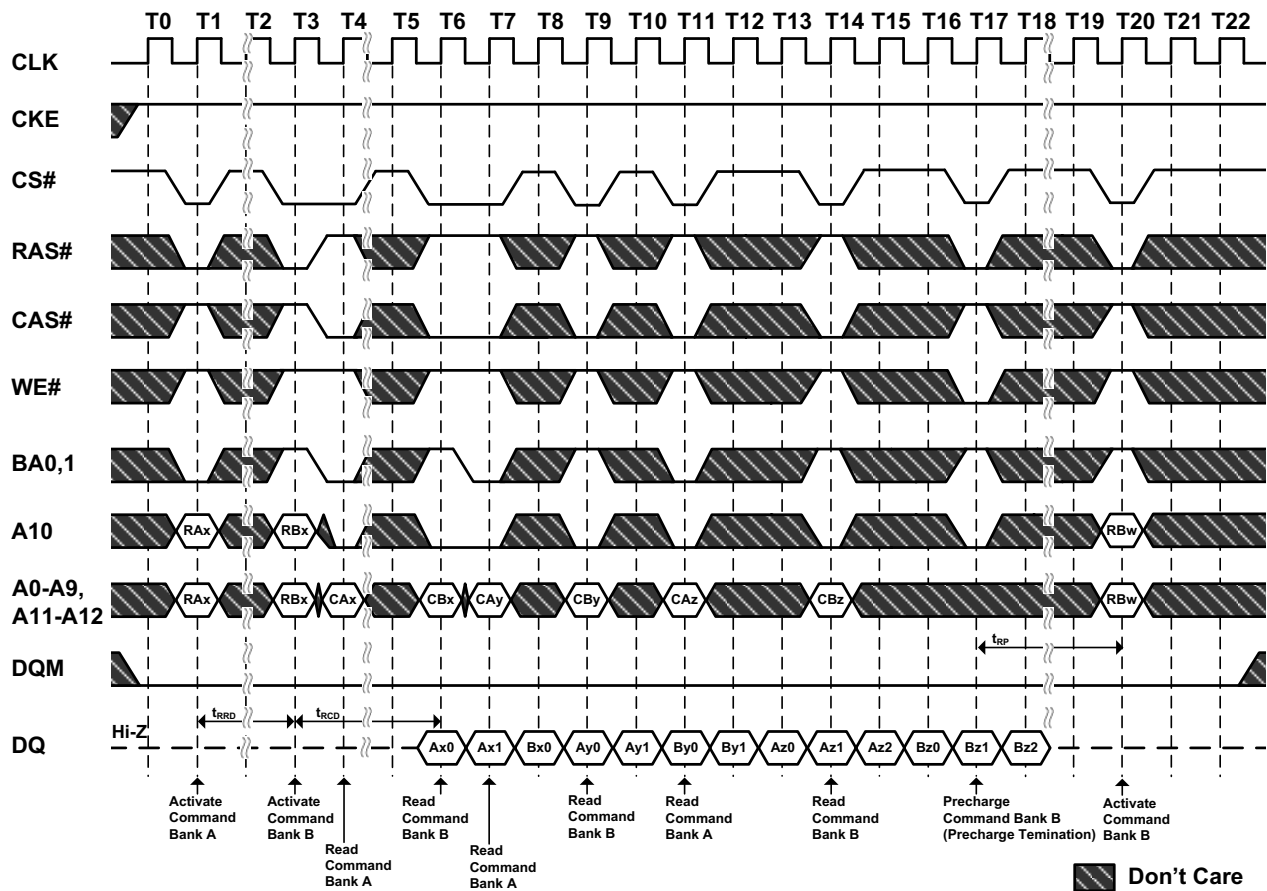 T0 T1 T2 T3 T4 T5 T6 T7 T8 T9 T10 T11 T12 T13 T14 T15 T16 T17 T18 T19 T20 T21 T22
CLK
CKE
CS#
RAS#
CAS#
WE#
BA0,1
A10
RAx RBx RBw
A0-A9,
A11-A12
RAx RBx CAx CBx CAy CBy CAz CBz RBw
tRP
DQM
tRRD tRCD
Hi-Z
DQ
Ax0 Ax1 Bx0 Ay0 Ay1 By0 By1 Az0 Az1 Az2 Bz0 Bz1 Bz2
Activate
Command
Bank A
Activate
Command
Bank B
Read
Command
Bank A
Read
Command
Bank B
Read
Command
Bank A
Read
Command
Bank B
Read
Command
Bank A
Read
Command
Bank B
Precharge
Command Bank B
(Precharge Temination)
Activate
Command
Bank B
Don't Care